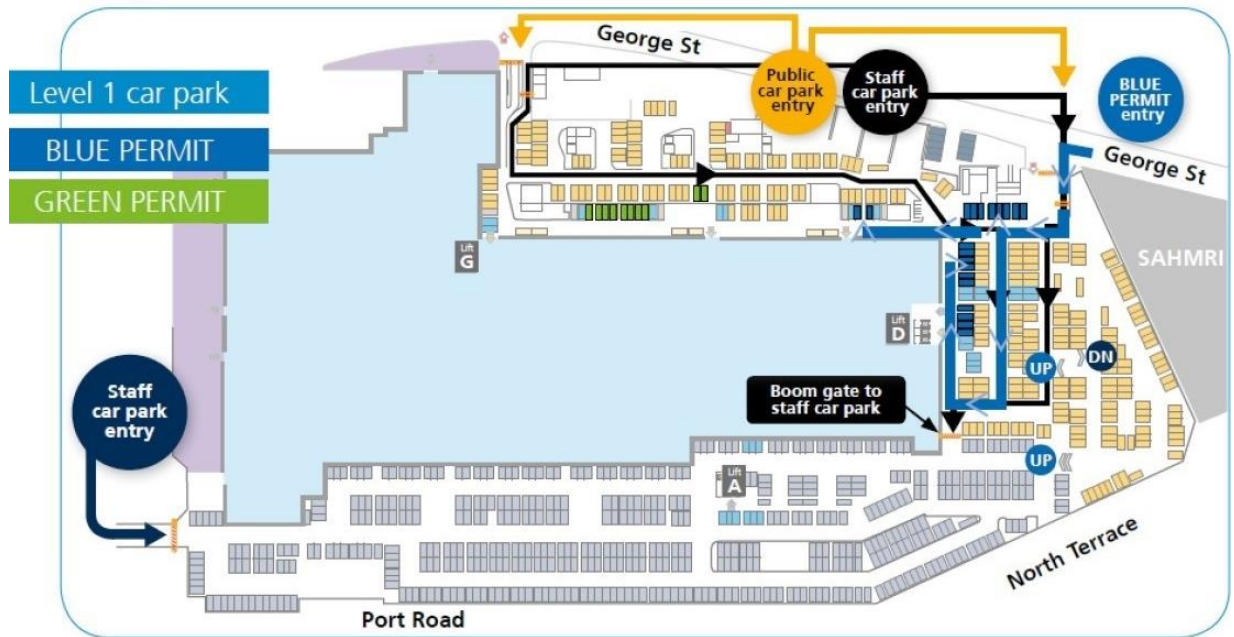 George St
Level 1 car park
BLUE PERMIT
GREEN PERMIT
Public
car park
entry
Staff
car park
entry
BLUE
PERMIT
entry
George St
SAHMRI
Lift
G
Lift
D
UP
DN
Staff
car park
entry
Boom gate to
staff car park
UP
Lift
A
North Terrace
Port Road